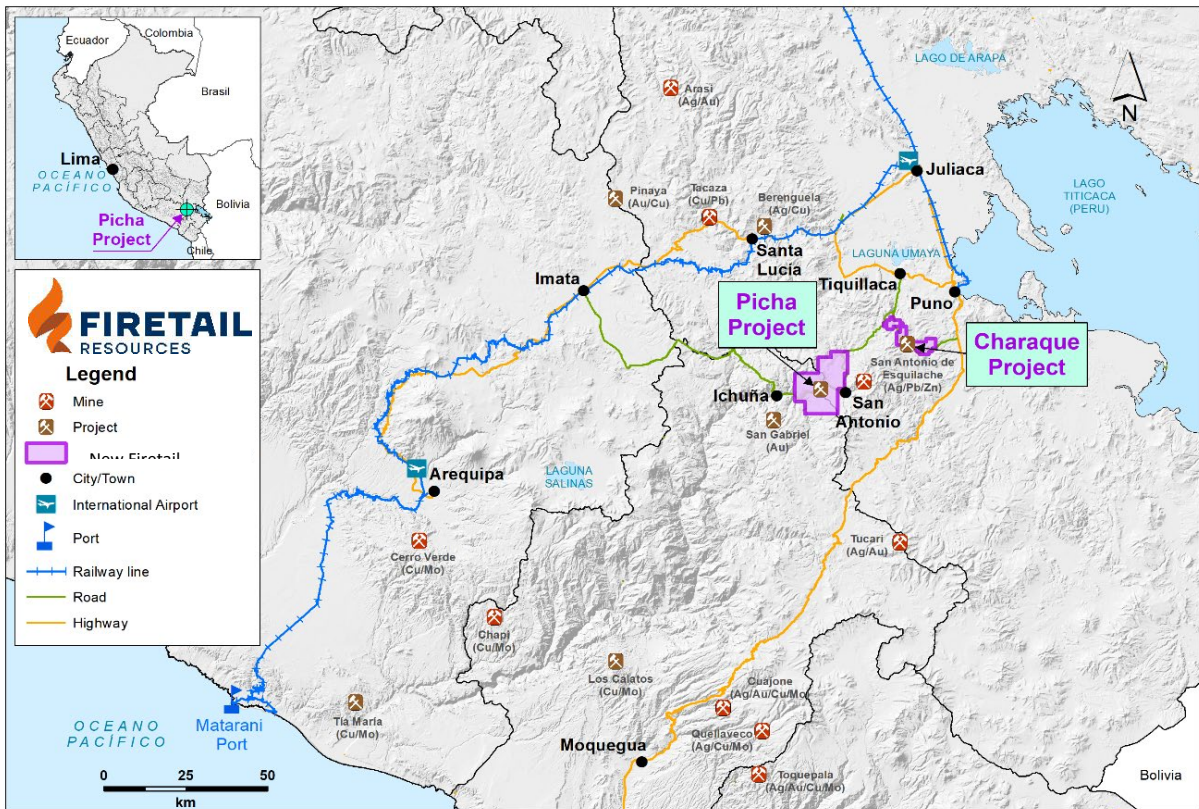 Ecuador
Colombia
Brasil
Lima
OCEANO
PACÍFICO
Bolivia
Picha
Project
Chile
FIRETAIL
RESOURCES
Legend
Mine
Project
New Firetail
City/Town
International Airport
Port
Railway line
Road
Highway
LAGO DE ARAPA
N
Arasi
(Ag/Au)
Juliaca
LAGO
TITICACA
(PERU)
Pinaya
(Au/Cu)
Tacaza
(Cu/Pb)
Berenguela
(Ag/Cu)
Santa
Lucía
LAGUNA UMAYA
Imata
Tiquillaca
Puno
Picha
Project
Charaque
Project
San Antonio de
Esquilache
(Ag/Pb/Zn)
Ichuña
San
Antonio
San Gabriel
(Au)
Arequipa
LAGUNA
SALINAS
Cerro Verde
(Cu/Mo)
Tucari
(Ag/Au)
Chapi
(Cu/Mo)
Los Calatos
(Cu/Mo)
Cuajone
(Ag/Au/Cu/Mo)
Tía María
(Cu/Mo)
Quellaveco
(Ag/Cu/Mo)
Matarani
Port
OCEANO
PACÍFICO
Moquegua
Toquepala
(Ag/Au/Cu/Mo)
Bolivia
0 25 50
km